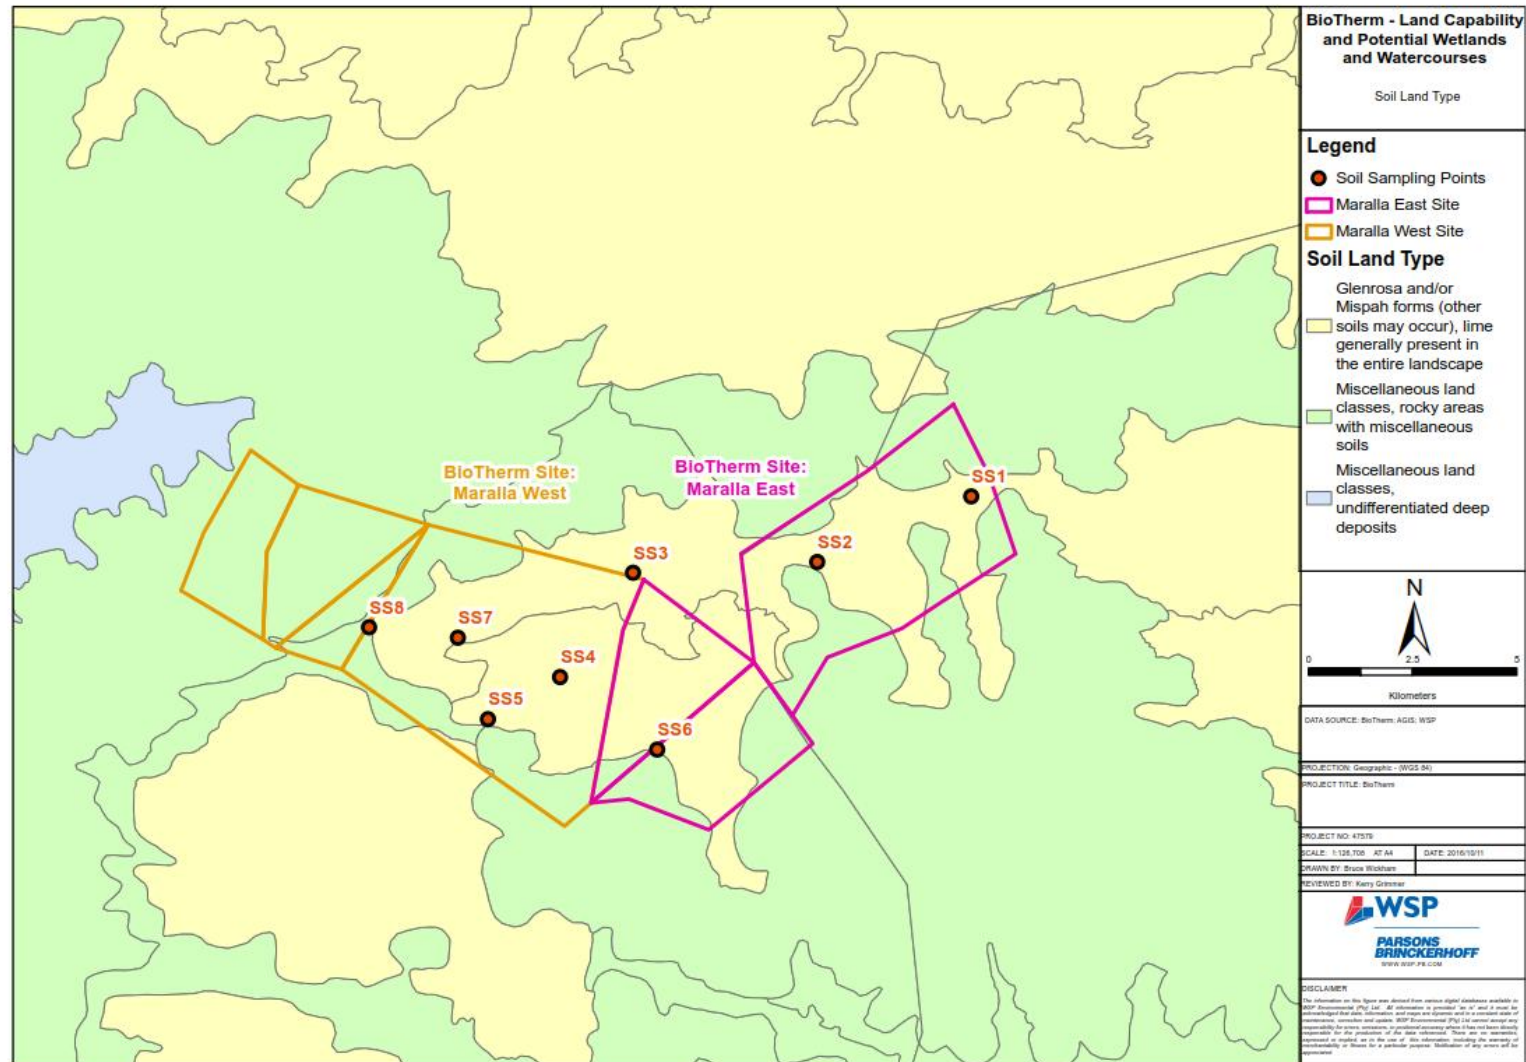 BioTherm - Land Capability
and Potential Wetlands
and Watercourses
Soil Land Type
Legend
Soil Sampling Points
Maralla East Site
Maralla West Site
Soil Land Type
Glenrosa and/or
Mispah forms (other
soils may occur), lime
generally present in
the entire landscape
Miscellaneous land
classes, rocky areas
with miscellaneous
soils
Miscellaneous land
classes,
undifferentiated deep
deposits
BioTherm Site:
Maralla West
BioTherm Site:
Maralla East
SS1
SS2
SS3
SS8
SS7
SS4
SS5
SS6
N
0 2.5 5
Kilometers
DATA SOURCE: BioTherm; AGIS; WSP
PROJECTION: Geographic - (WGS 84)
PROJECT TITLE: BioTherm
PROJECT NO: 47579
SCALE: 1:128,708 AT A4 DATE: 2016/10/11
DRAWN BY: Bruce Wickham
REVIEWED BY: Kerry Grimmer
WSP
PARSONS
BRINCKERHOFF
WWW.WSP-PB.COM
DISCLAIMER